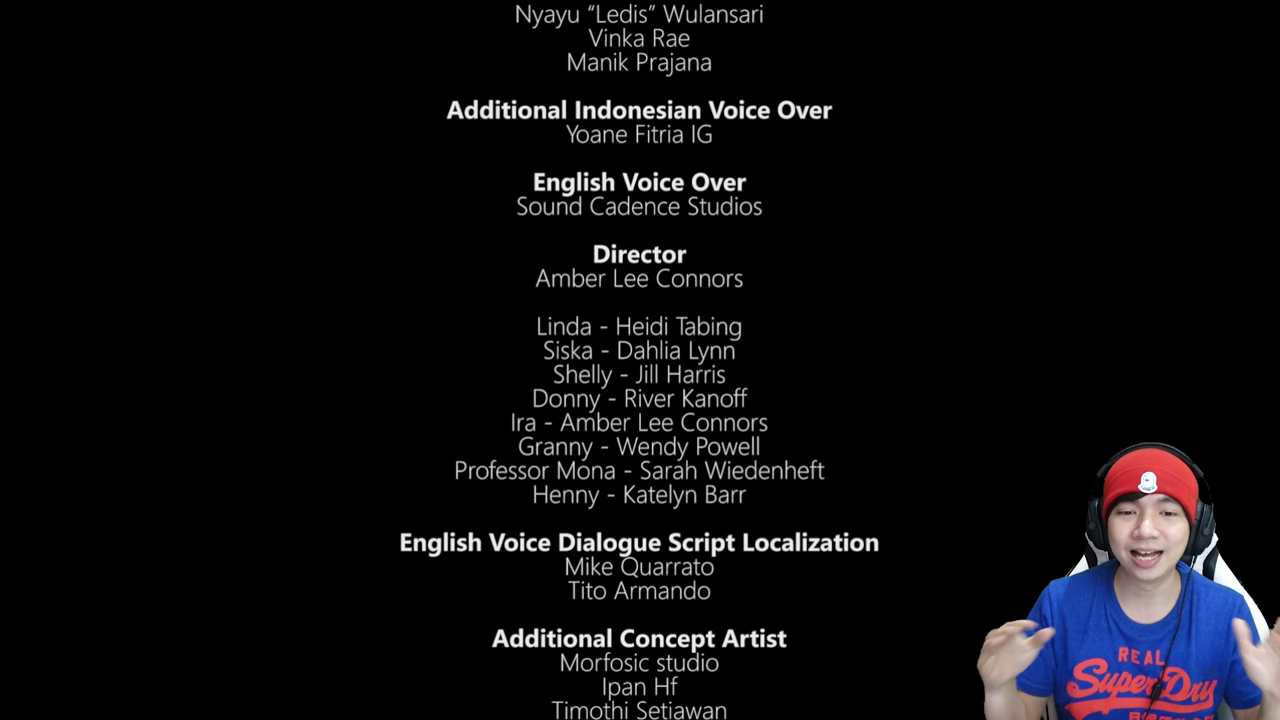 Nyayu “Ledis” Wulansari
Vinka Rae
Manik Prajana
Additional Indonesian Voice Over
Yoane Fitria IG
English Voice Over
Sound Cadence Studios
Director
Amber Lee Connors
Linda - Heidi Tabing
Siska - Dahlia Lynn
Shelly - Jill Harris
Donny - River Kanoff
Ira - Amber Lee Connors
Granny - Wendy Powell
Professor Mona - Sarah Wiedenheft
Henny - Katelyn Barr
English Voice Dialogue Script Localization
Mike Quarrato
Tito Armando
Additional Concept Artist
Morfosic studio
Ipan Hf
Timothi Setiawan
REAL
SuperDry